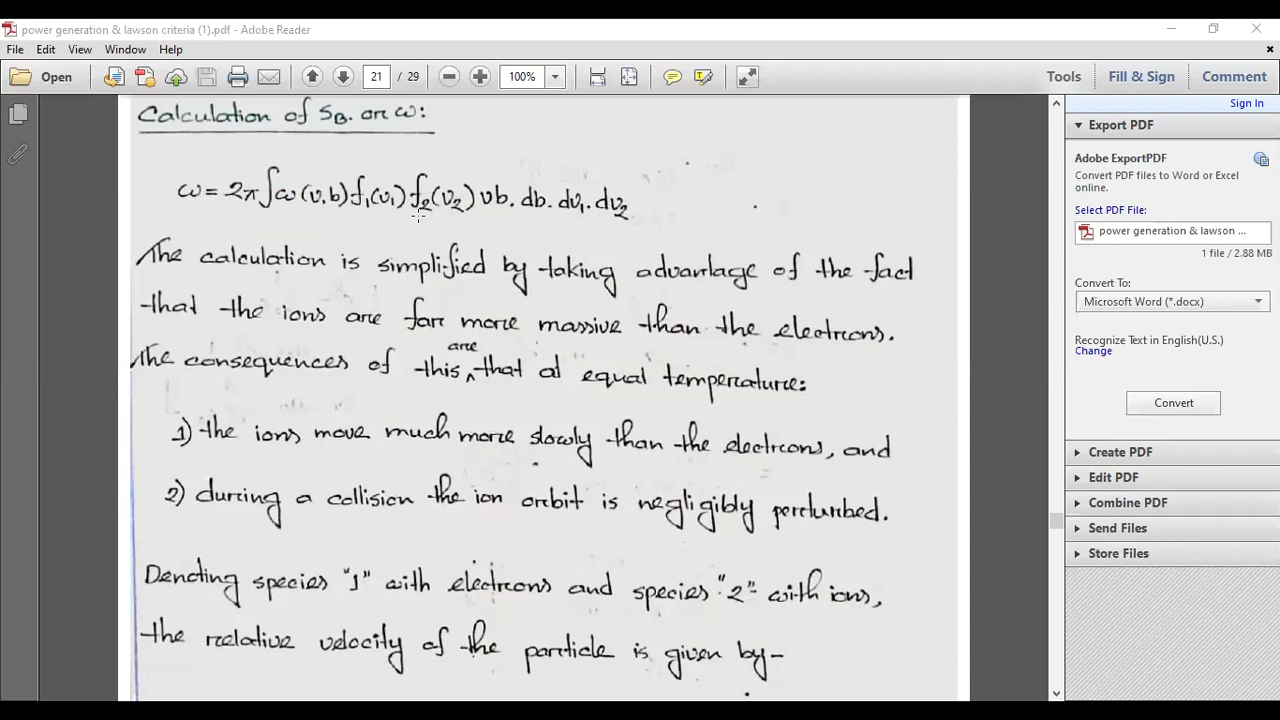 power generation & lawson criteria (1).pdf - Adobe Reader
File Edit View Window Help
Open 21 / 29 100% Tools Fill & Sign Comment
Sign In
Export PDF
Adobe ExportPDF
Convert PDF files to Word or Excel online.
Select PDF File:
power generation & lawson ...
1 file / 2.88 MB
Convert To:
Microsoft Word (*.docx)
Recognize Text in English(U.S.)
Change
Convert
Create PDF
Edit PDF
Combine PDF
Send Files
Store Files
Calculation of S_B. or ω:
ω = 2π ∫ω (v,b) f₁(v₁) f₂(v₂) vb. db. dv₁. dv₂
The calculation is simplified by taking advantage of the fact
that the ions are far more massive than the electrons.
The consequences of this are that at equal temperature:
1) the ions move much more slowly than the electrons, and
2) during a collision the ion orbit is negligibly perturbed.
Denoting species "1" with electrons and species "2" with ions,
the relative velocity of the particle is given by-